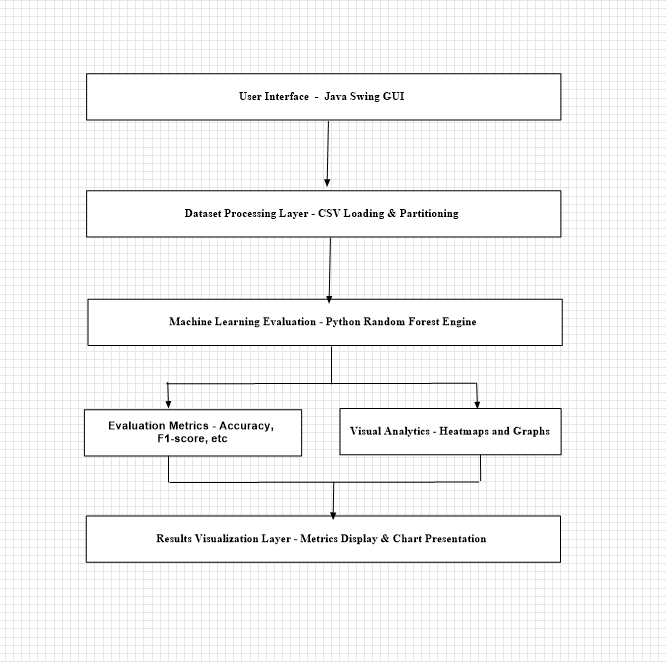 User Interface - Java Swing GUI
Dataset Processing Layer - CSV Loading & Partitioning
Machine Learning Evaluation - Python Random Forest Engine
Evaluation Metrics - Accuracy,
F1-score, etc
Visual Analytics - Heatmaps and Graphs
Results Visualization Layer - Metrics Display & Chart Presentation